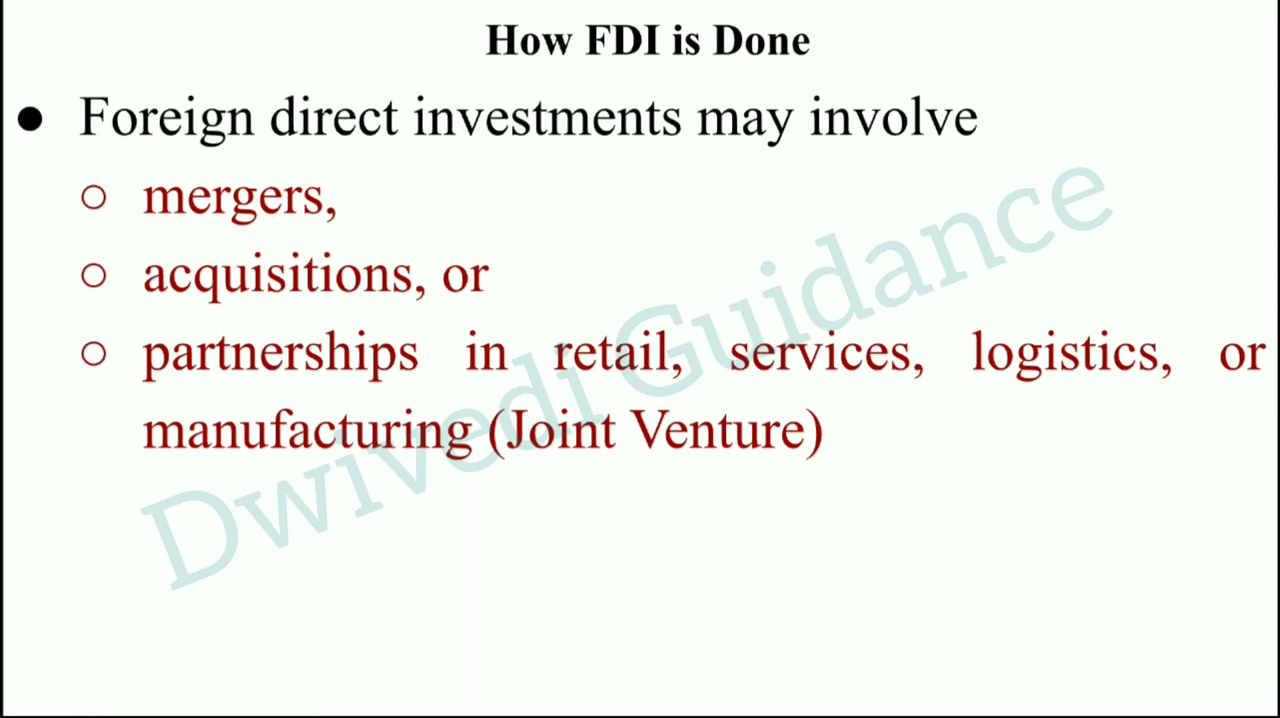 How FDI is Done
● Foreign direct investments may involve
○ mergers,
○ acquisitions, or
○ partnerships in retail, services, logistics, or
manufacturing (Joint Venture)
Dwivedi Guidance